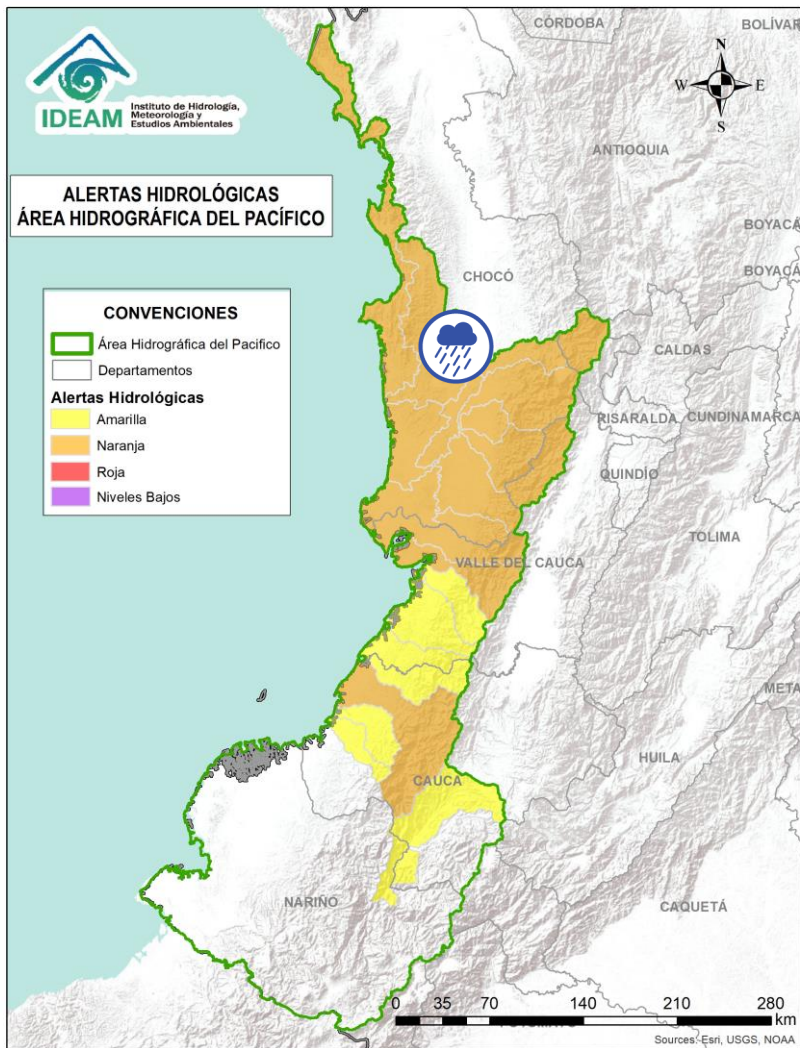 CÓRDOBA
BOLÍVAR
IDEAM
Instituto de Hidrología,
Meteorología y
Estudios Ambientales
N
W
E
S
ANTIOQUIA
ALERTAS HIDROLÓGICAS
ÁREA HIDROGRÁFICA DEL PACÍFICO
BOYACÁ
BOYACÁ
CHOCÓ
CONVENCIONES
Área Hidrográfica del Pacifico
Departamentos
Alertas Hidrológicas
Amarilla
Naranja
Roja
Niveles Bajos
CALDAS
RISARALDA
CUNDINAMARCA
QUINDÍO
TOLIMA
VALLE DEL CAUCA
META
HUILA
CAUCA
NARIÑO
CAQUETÁ
0 35 70 140 210 280
km
Sources: Esri, USGS, NOAA